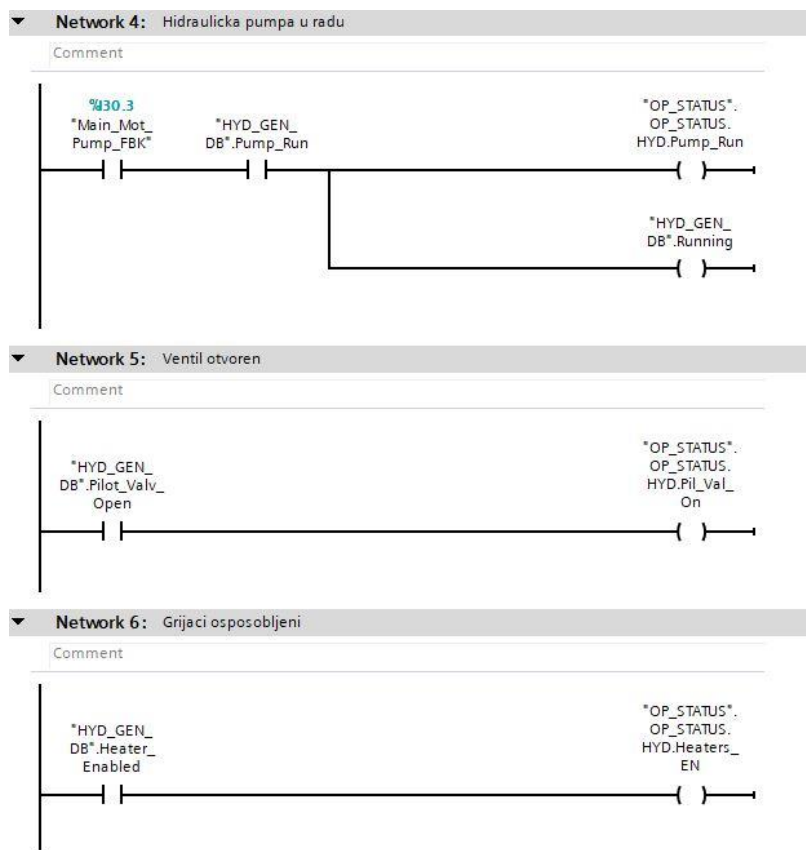 Network 4: Hidraulicka pumpa u radu
Comment
%I30.3
"Main_Mot_
Pump_FBK"
"HYD_GEN_
DB".Pump_Run
"OP_STATUS".
OP_STATUS.
HYD.Pump_Run
"HYD_GEN_
DB".Running
Network 5: Ventil otvoren
Comment
"HYD_GEN_
DB".Pilot_Valv_
Open
"OP_STATUS".
OP_STATUS.
HYD.Pil_Val_
On
Network 6: Grijaci osposobljeni
Comment
"HYD_GEN_
DB".Heater_
Enabled
"OP_STATUS".
OP_STATUS.
HYD.Heaters_
EN